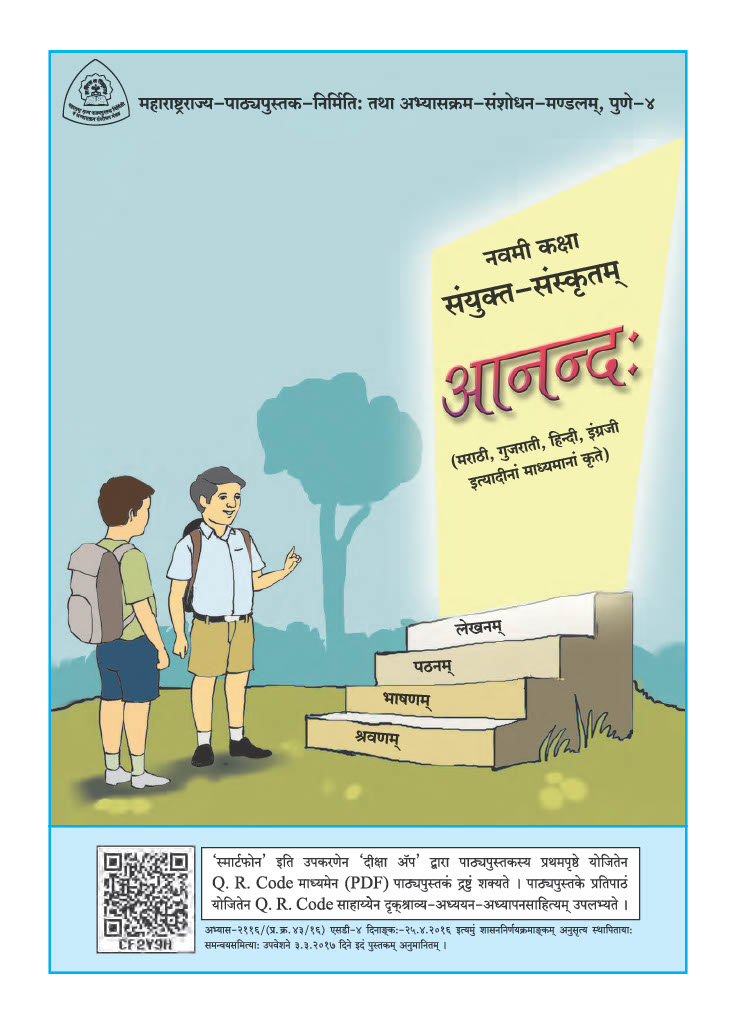 महाराष्ट्रराज्य-पाठ्यपुस्तक-निर्मितिः तथा अभ्यासक्रम-संशोधन-मण्डलम्, पुणे-४
नवमी कक्षा
संयुक्त-संस्कृतम्
आनन्दः
(मराठी, गुजराती, हिन्दी, इंग्रजी
इत्यादीनां माध्यमानां कृते)
लेखनम्
पठनम्
भाषणम्
श्रवणम्
'स्मार्टफोन' इति उपकरणेन 'दीक्षा ॲप' द्वारा पाठ्यपुस्तकस्य प्रथमपृष्ठे योजितेन
Q. R. Code माध्यमेन (PDF) पाठ्यपुस्तकं द्रष्टुं शक्यते । पाठ्यपुस्तके प्रतिपाठं
योजितेन Q. R. Code साहाय्येन दृक्श्राव्य-अध्ययन-अध्यापनसाहित्यम् उपलभ्यते ।
CF2Y9H
अभ्यास-२११६/(प्र.क्र.४३/१६) एसडी-४ दिनाङ्कः-२५.४.२०१६ इत्यमुं शासननिर्णयक्रमाङ्कम् अनुसृत्य स्थापितायाः
समन्वयसमित्याः उपवेशने ३.३.२०१७ दिने इदं पुस्तकम् अनुमानितम् ।